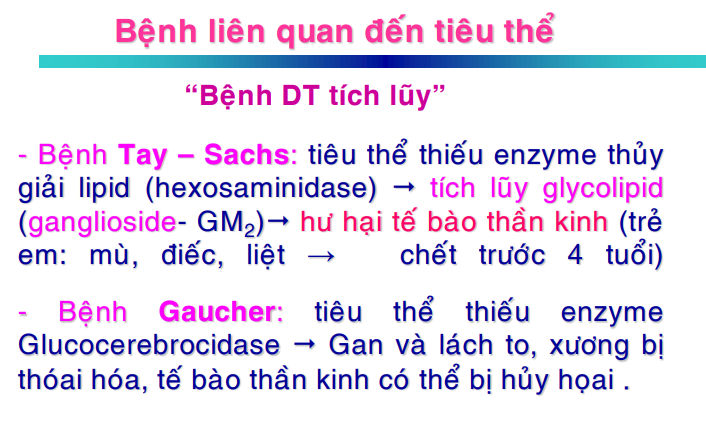 Bệnh liên quan đến tiêu thể
“Bệnh DT tích lũy”
- Bệnh Tay – Sachs: tiêu thể thiếu enzyme thủy
giải lipid (hexosaminidase) → tích lũy glycolipid
(ganglioside- GM₂)→ hư hại tế bào thần kinh (trẻ
em: mù, điếc, liệt → chết trước 4 tuổi)
- Bệnh Gaucher: tiêu thể thiếu enzyme
Glucocerebrocidase → Gan và lách to, xương bị
thóai hóa, tế bào thần kinh có thể bị hủy họai .